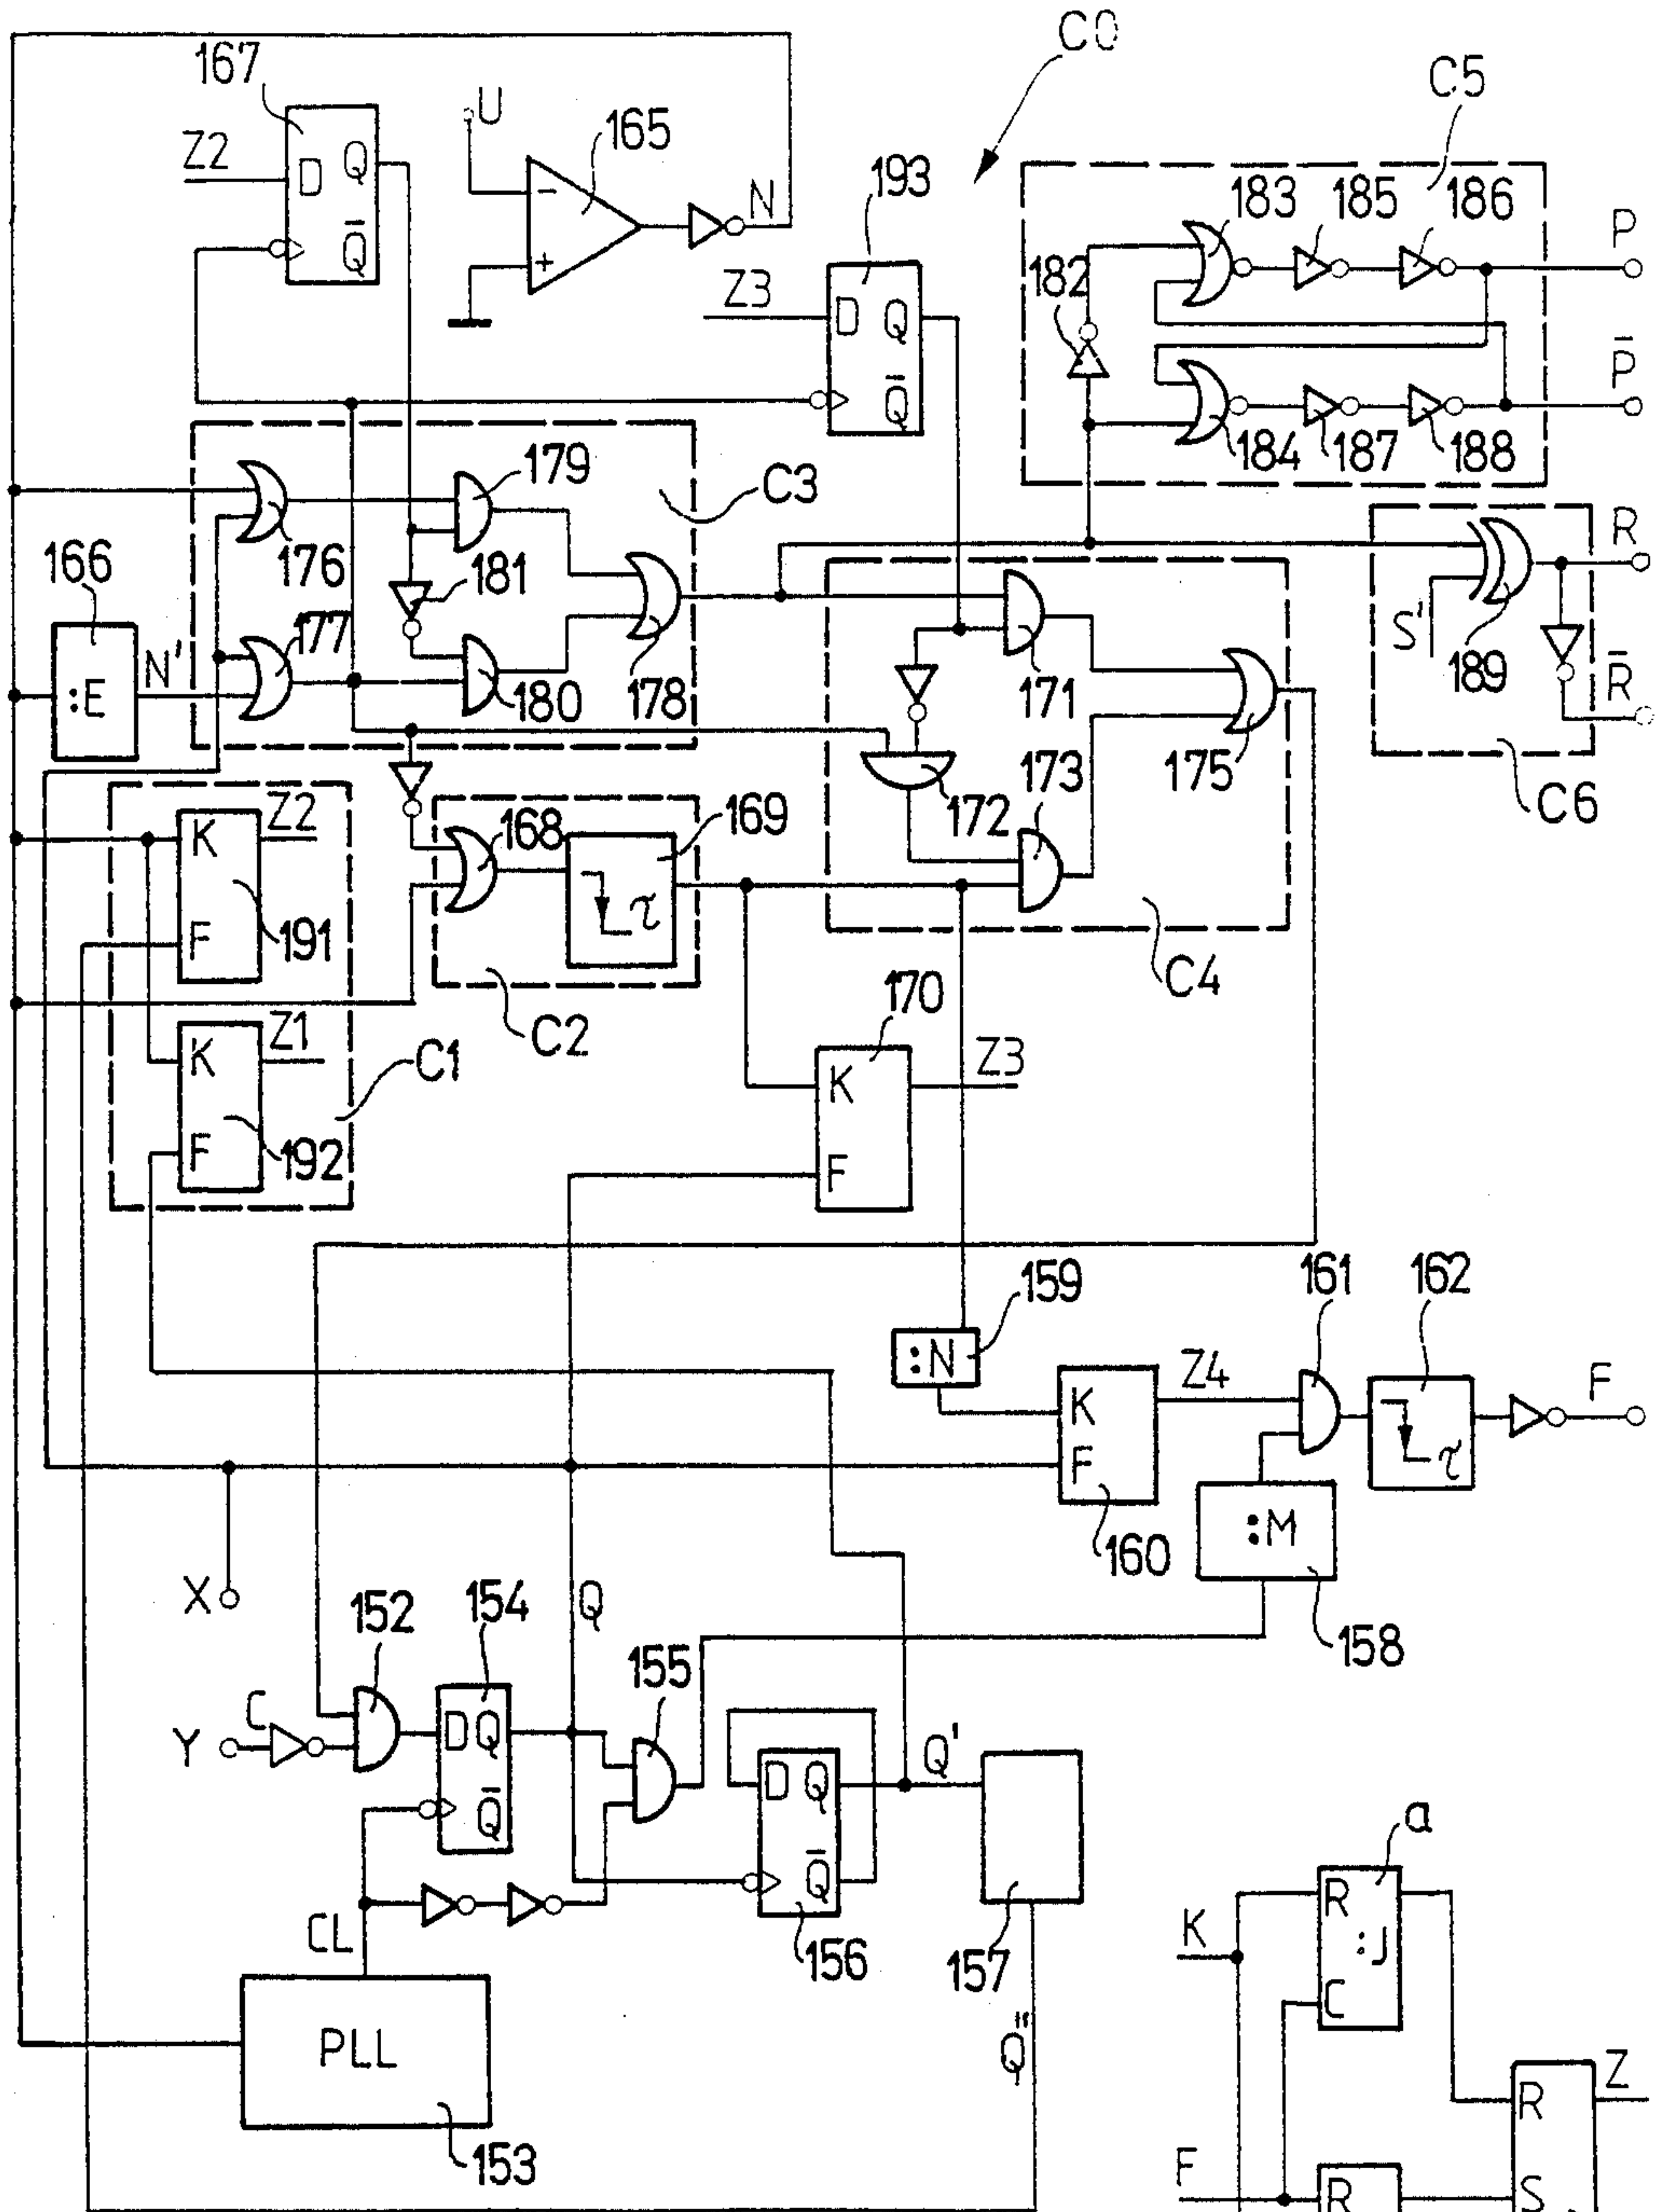 C0
167
C5
U
165
Z2
D
Q
Q̄
−
+
N
193
183
185
186
P
182
Z3
D
Q
Q̄
P̄
184
187
188
179
C3
R
166
176
181
S'
189
R̄
177
:E
N'
180
178
171
175
C6
173
172
Z2
K
F
191
168
169
τ
C4
C2
170
Z1
K
F
192
C1
Z3
K
F
159
161
162
:N
Z4
K
F
F
τ
160
:M
X
152
154
Q
155
158
C
Y
D
Q
Q̄
Q'
D
Q
Q̄
a
156
157
R
:J
C
K
CL
Q"
PLL
Z
R
153
F
R
S